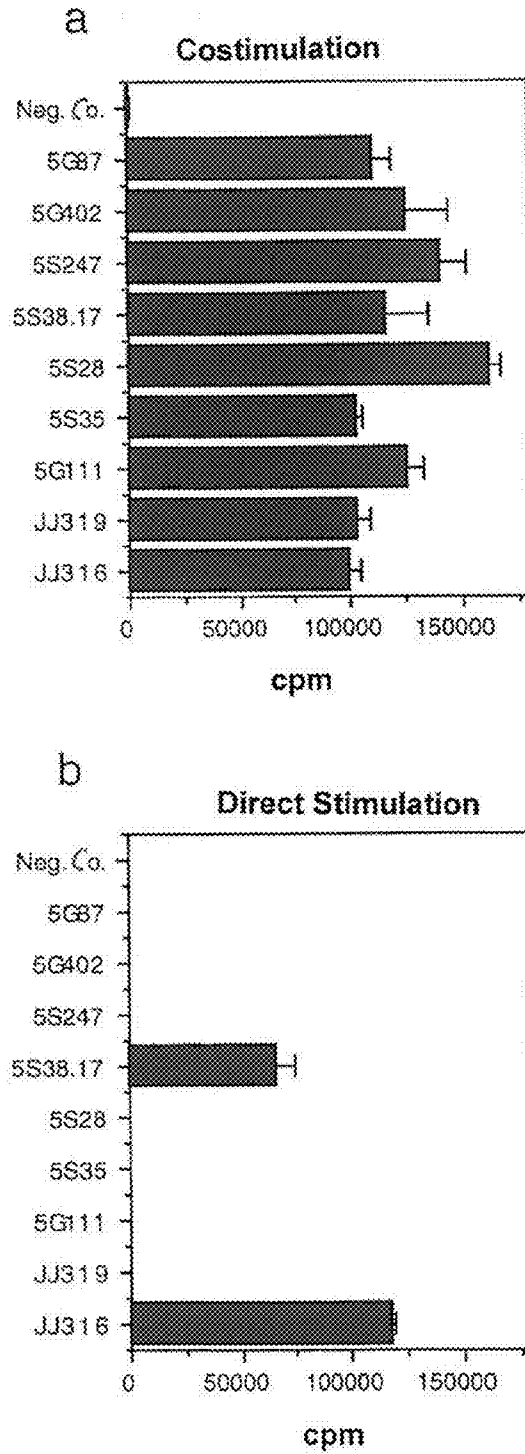 a
Costimulation
Neg. Co.
5G87
5G402
5S247
5S38.17
5S28
5S35
5G111
JJ319
JJ316
0 50000 100000 150000
cpm
b
Direct Stimulation
Neg. Co.
5G87
5G402
5S247
5S38.17
5S28
5S35
5G111
JJ319
JJ316
0 50000 100000 150000
cpm